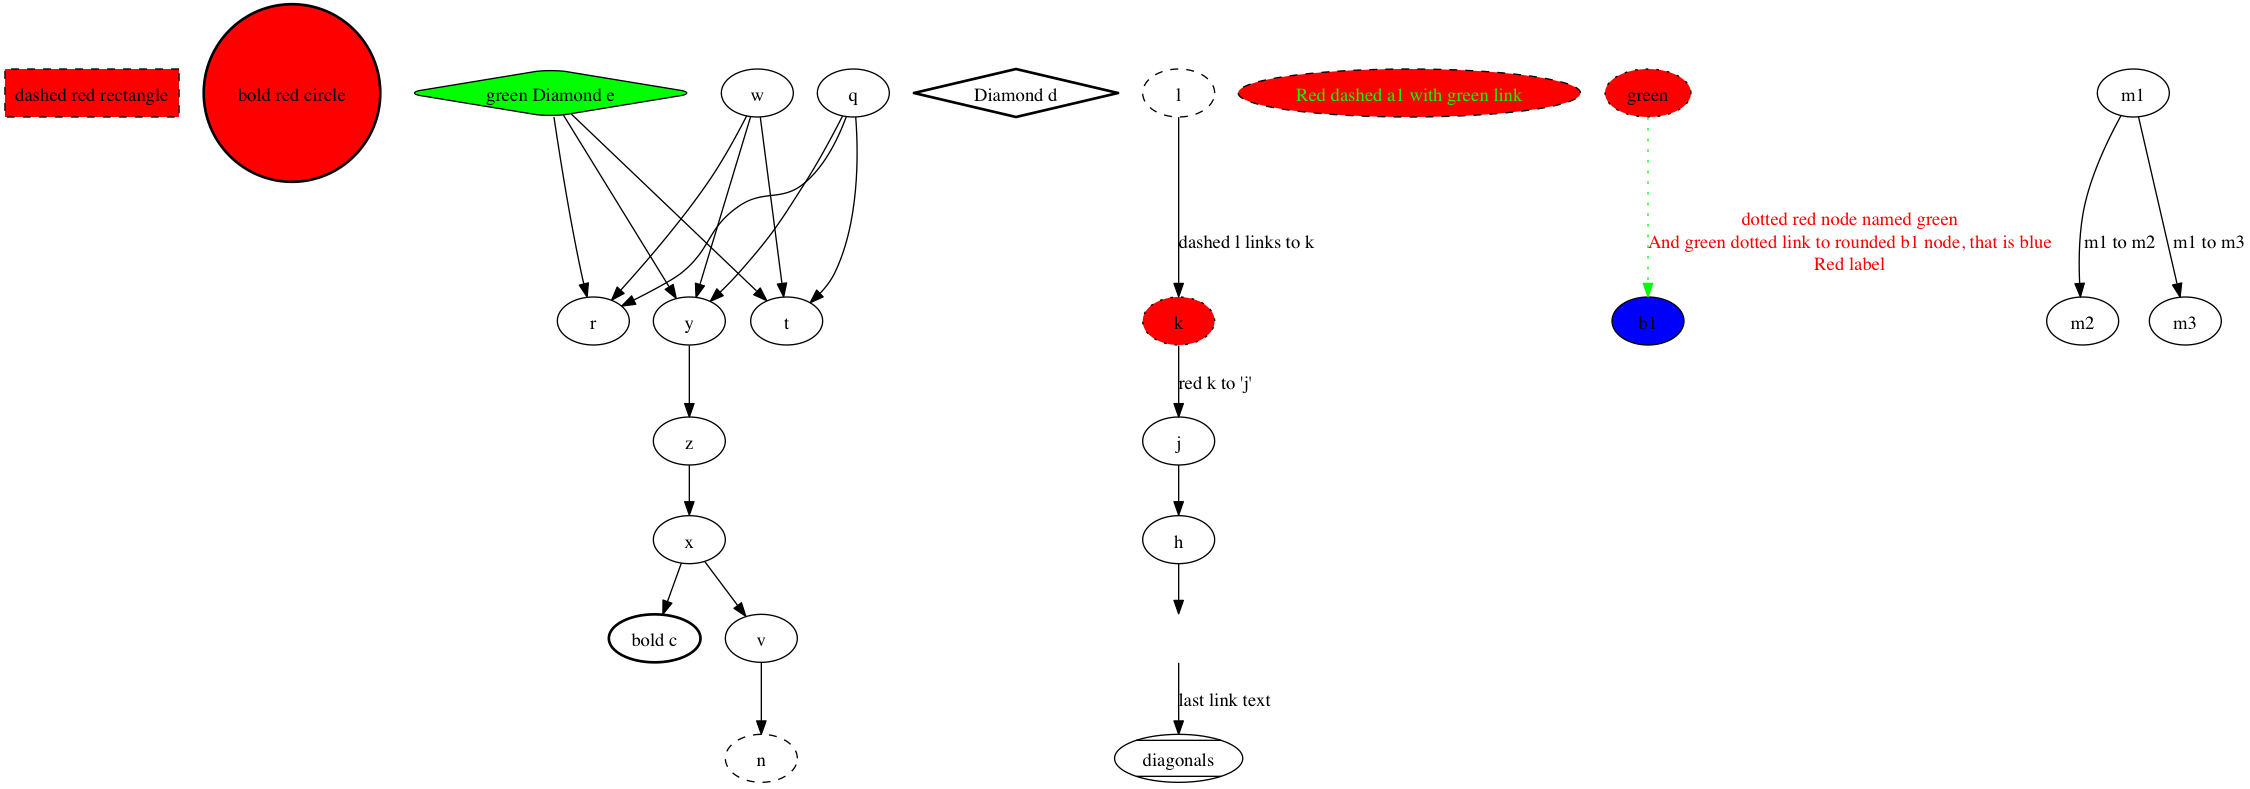 dashed red rectangle
bold red circle
green Diamond e
w
q
Diamond d
l
Red dashed a1 with green link
green
m1
dashed l links to k
dotted red node named green
And green dotted link to rounded b1 node, that is blue
Red label
m1 to m2
m1 to m3
r
y
t
k
b1
m2
m3
red k to 'j'
z
j
x
h
bold c
v
last link text
n
diagonals